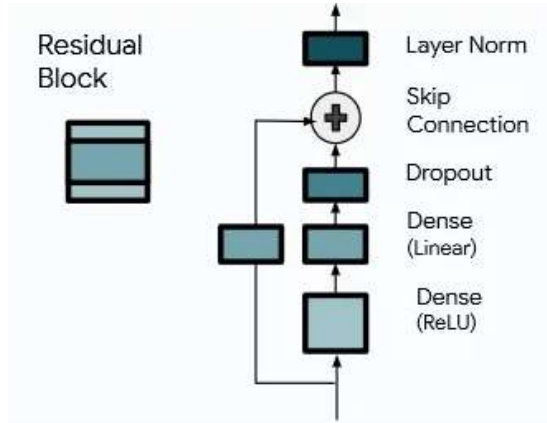 Residual
Block
Layer Norm
Skip
Connection
Dropout
Dense
(Linear)
Dense
(ReLU)